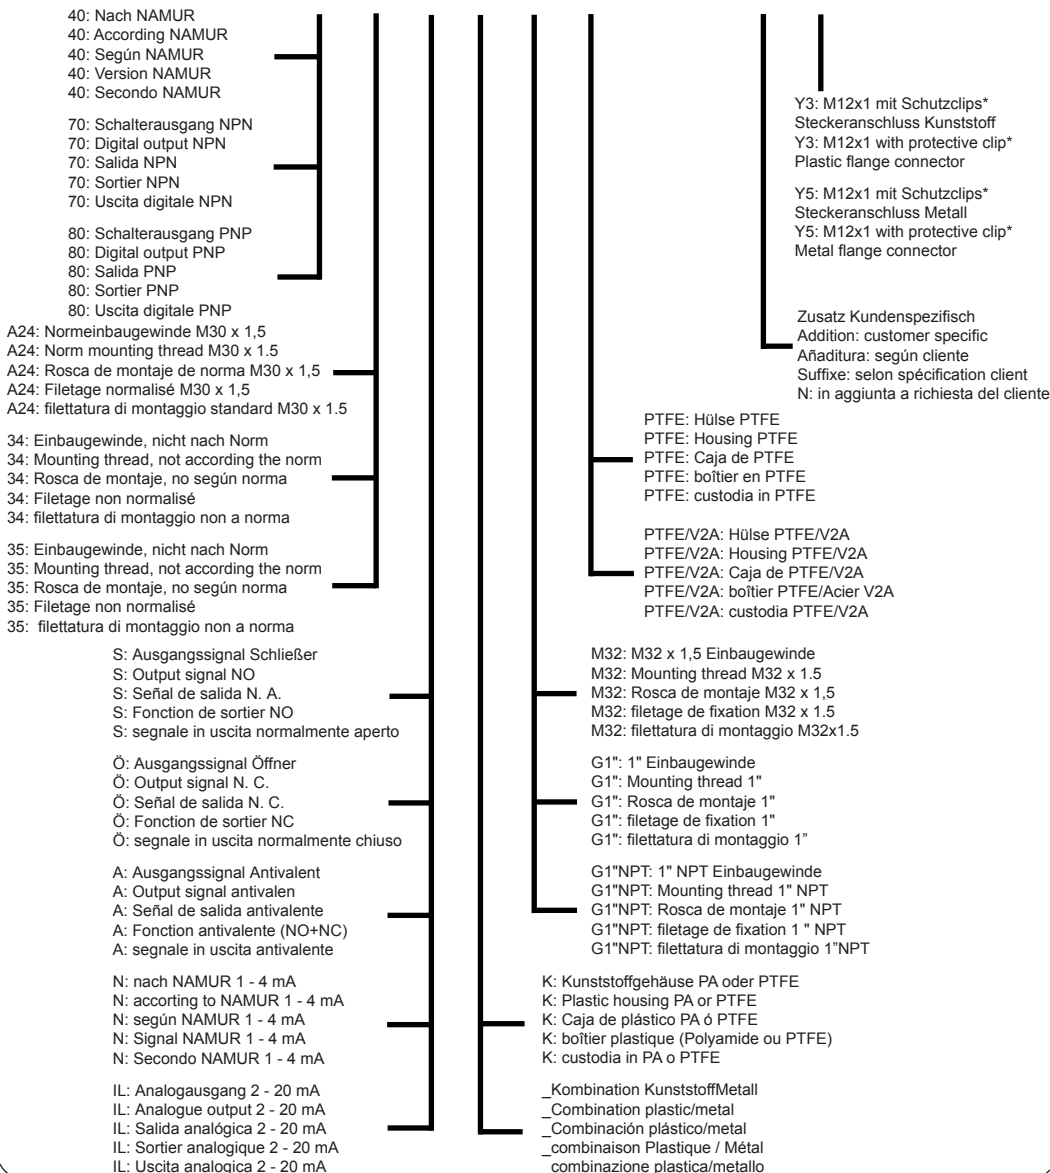 40: Nach NAMUR
40: According NAMUR
40: Según NAMUR
40: Version NAMUR
40: Secondo NAMUR
70: Schalterausgang NPN
70: Digital output NPN
70: Salida NPN
70: Sortier NPN
70: Uscita digitale NPN
80: Schalterausgang PNP
80: Digital output PNP
80: Salida PNP
80: Sortier PNP
80: Uscita digitale PNP
A24: Normeinbaugewinde M30 x 1,5
A24: Norm mounting thread M30 x 1.5
A24: Rosca de montaje de norma M30 x 1,5
A24: Filetage normalisé M30 x 1,5
A24: filettatura di montaggio standard M30 x 1.5
34: Einbaugewinde, nicht nach Norm
34: Mounting thread, not according the norm
34: Rosca de montaje, no según norma
34: Filetage non normalisé
34: filettatura di montaggio non a norma
35: Einbaugewinde, nicht nach Norm
35: Mounting thread, not according the norm
35: Rosca de montaje, no según norma
35: Filetage non normalisé
35: filettatura di montaggio non a norma
S: Ausgangssignal Schließer
S: Output signal NO
S: Señal de salida N. A.
S: Fonction de sortier NO
S: segnale in uscita normalmente aperto
Ö: Ausgangssignal Öffner
Ö: Output signal N. C.
Ö: Señal de salida N. C.
Ö: Fonction de sortier NC
Ö: segnale in uscita normalmente chiuso
A: Ausgangssignal Antivalent
A: Output signal antivalen
A: Señal de salida antivalente
A: Fonction antivalente (NO+NC)
A: segnale in uscita antivalente
N: nach NAMUR 1 - 4 mA
N: accorting to NAMUR 1 - 4 mA
N: según NAMUR 1 - 4 mA
N: Signal NAMUR 1 - 4 mA
N: Secondo NAMUR 1 - 4 mA
IL: Analogausgang 2 - 20 mA
IL: Analogue output 2 - 20 mA
IL: Salida analógica 2 - 20 mA
IL: Sortier analogique 2 - 20 mA
IL: Uscita analogica 2 - 20 mA
Y3: M12x1 mit Schutzclips*
Steckeranschluss Kunststoff
Y3: M12x1 with protective clip*
Plastic flange connector
Y5: M12x1 mit Schutzclips*
Steckeranschluss Metall
Y5: M12x1 with protective clip*
Metal flange connector
Zusatz Kundenspezifisch
Addition: customer specific
Añaditura: según cliente
Suffixe: selon spécification client
N: in aggiunta a richiesta del cliente
PTFE: Hülse PTFE
PTFE: Housing PTFE
PTFE: Caja de PTFE
PTFE: boîtier en PTFE
PTFE: custodia in PTFE
PTFE/V2A: Hülse PTFE/V2A
PTFE/V2A: Housing PTFE/V2A
PTFE/V2A: Caja de PTFE/V2A
PTFE/V2A: boîtier PTFE/Acier V2A
PTFE/V2A: custodia PTFE/V2A
M32: M32 x 1,5 Einbaugewinde
M32: Mounting thread M32 x 1.5
M32: Rosca de montaje M32 x 1,5
M32: filetage de fixation M32 x 1.5
M32: filettatura di montaggio M32x1.5
G1": 1" Einbaugewinde
G1": Mounting thread 1"
G1": Rosca de montaje 1"
G1": filetage de fixation 1"
G1": filettatura di montaggio 1”
G1"NPT: 1" NPT Einbaugewinde
G1"NPT: Mounting thread 1" NPT
G1"NPT: Rosca de montaje 1" NPT
G1"NPT: filetage de fixation 1 " NPT
G1"NPT: filettatura di montaggio 1”NPT
K: Kunststoffgehäuse PA oder PTFE
K: Plastic housing PA or PTFE
K: Caja de plástico PA ó PTFE
K: boîtier plastique (Polyamide ou PTFE)
K: custodia in PA o PTFE
_Kombination KunststoffMetall
_Combination plastic/metal
_Combinación plástico/metal
_combinaison Plastique / Métal
combinazione plastica/metallo